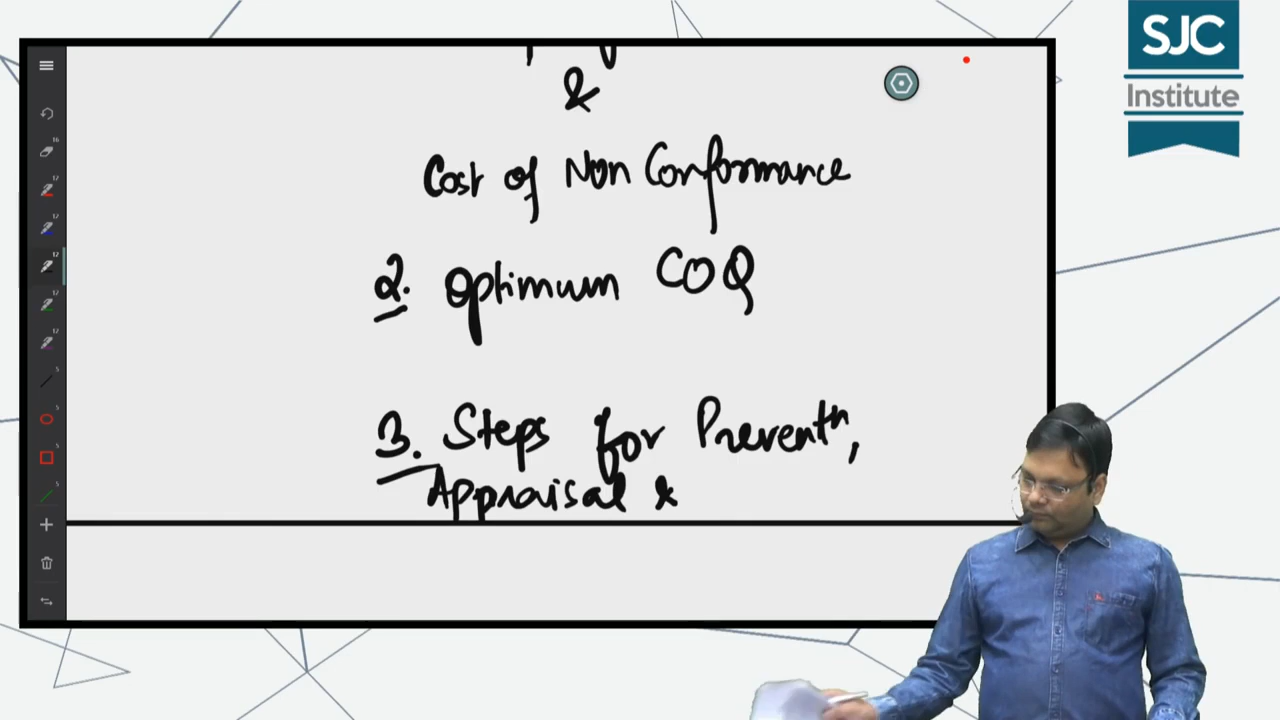 SJC
Institute
&
Cost of Non Conformance
2. Optimum COQ
3. Steps for Preventn,
Appraisal &